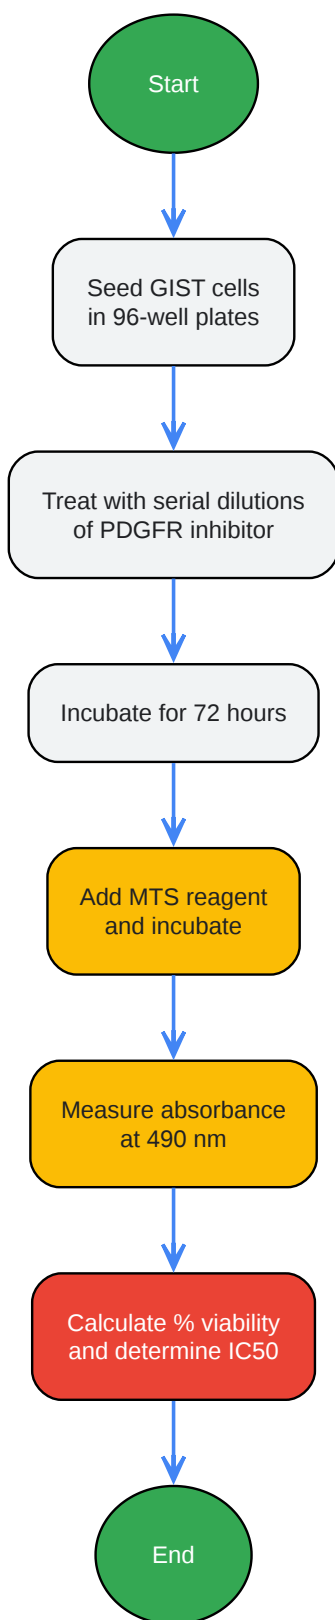 Start
Seed GIST cells
in 96-well plates
Treat with serial dilutions
of PDGFR inhibitor
Incubate for 72 hours
Add MTS reagent
and incubate
Measure absorbance
at 490 nm
Calculate % viability
and determine IC50
End